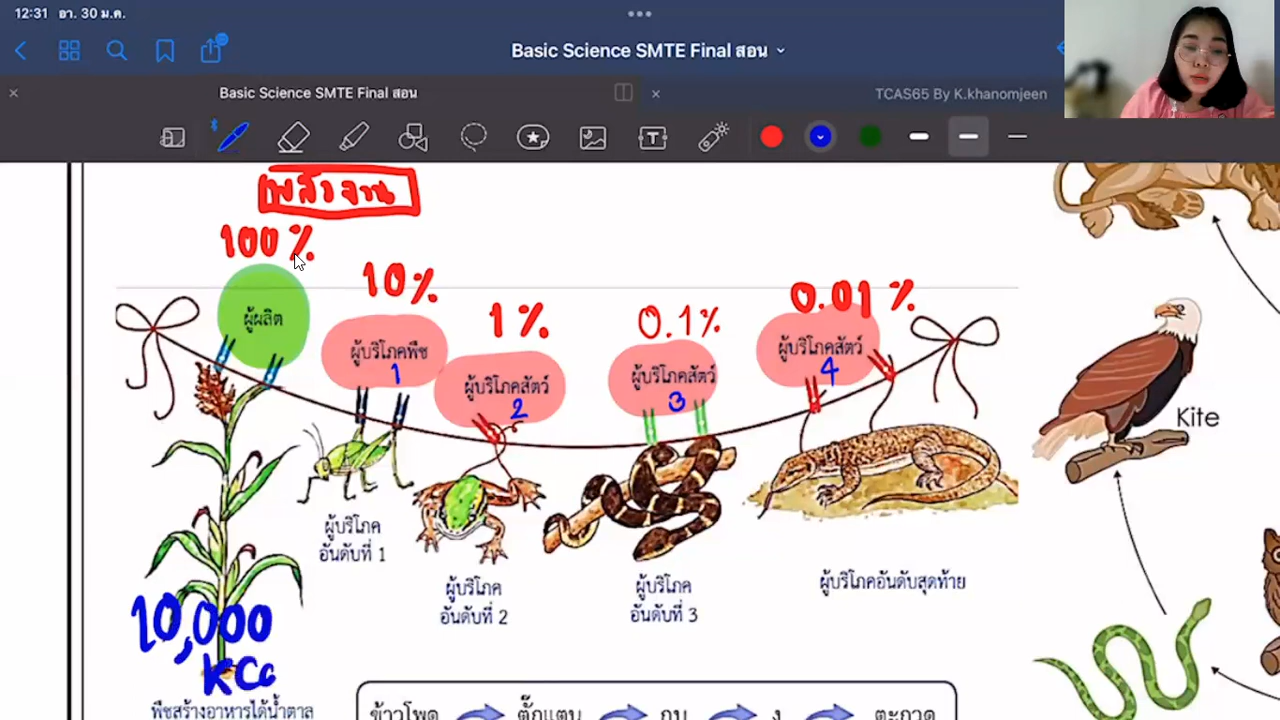 12:31 อา. 30 ม.ค.
Basic Science SMTE Final สอน
Basic Science SMTE Final สอน
TCAS65 By K.khanomjeen
พลังงาน
100%
10%
1%
0.1%
0.01%
ผู้ผลิต
ผู้บริโภคพืช
1
ผู้บริโภคสัตว์
2
ผู้บริโภคสัตว์
3
ผู้บริโภคสัตว์
4
Kite
ผู้บริโภค
อันดับที่ 1
ผู้บริโภค
อันดับที่ 2
ผู้บริโภค
อันดับที่ 3
ผู้บริโภคอันดับสุดท้าย
10,000
พืชสร้างอาหารได้น้ำตาล
ข้าวโพด ตั๊กแตน กบ งู ตะกวด